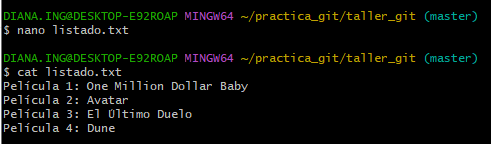 DIANA.ING@DESKTOP-E92ROAP MINGW64 ~/practica_git/taller_git (master)
$ nano listado.txt
DIANA.ING@DESKTOP-E92ROAP MINGW64 ~/practica_git/taller_git (master)
$ cat listado.txt
Película 1: One Million Dollar Baby
Película 2: Avatar
Película 3: El Último Duelo
Película 4: Dune